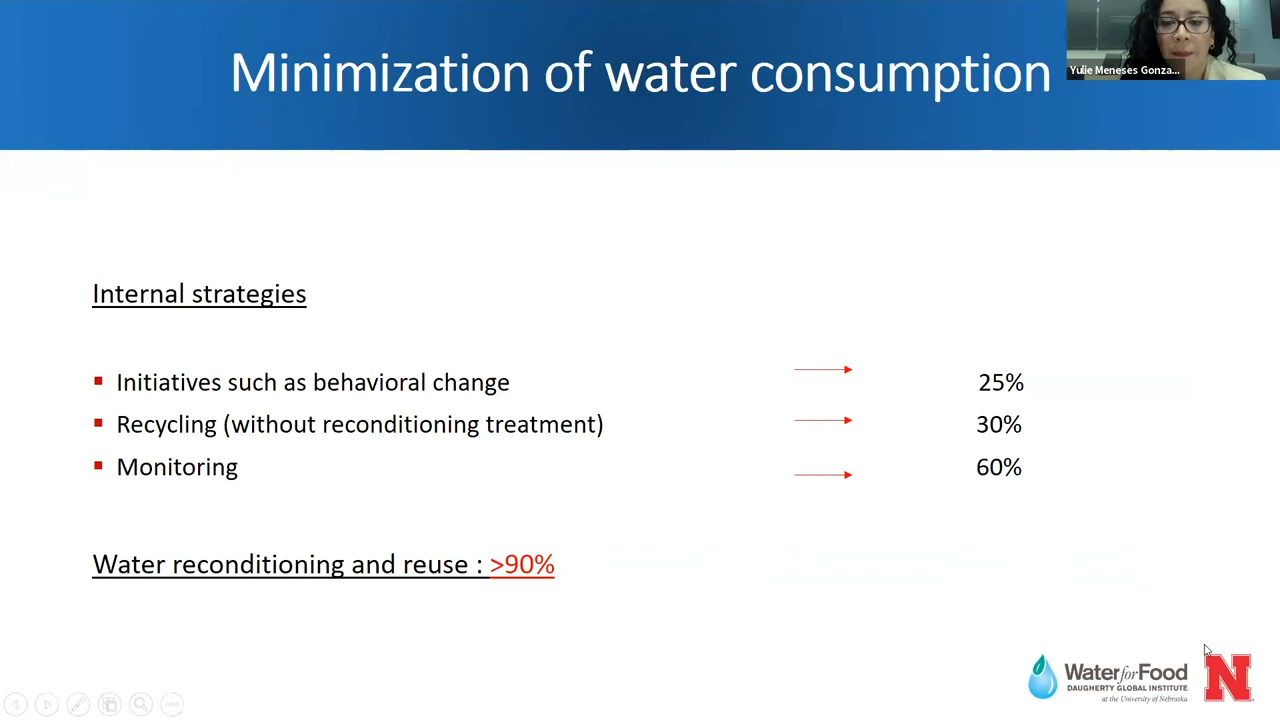 Minimization of water consumption
Yulie Meneses Gonza...
Internal strategies
Initiatives such as behavioral change 25%
Recycling (without reconditioning treatment) 30%
Monitoring 60%
Water reconditioning and reuse : >90%
Water for Food
DAUGHERTY GLOBAL INSTITUTE
at the University of Nebraska
N